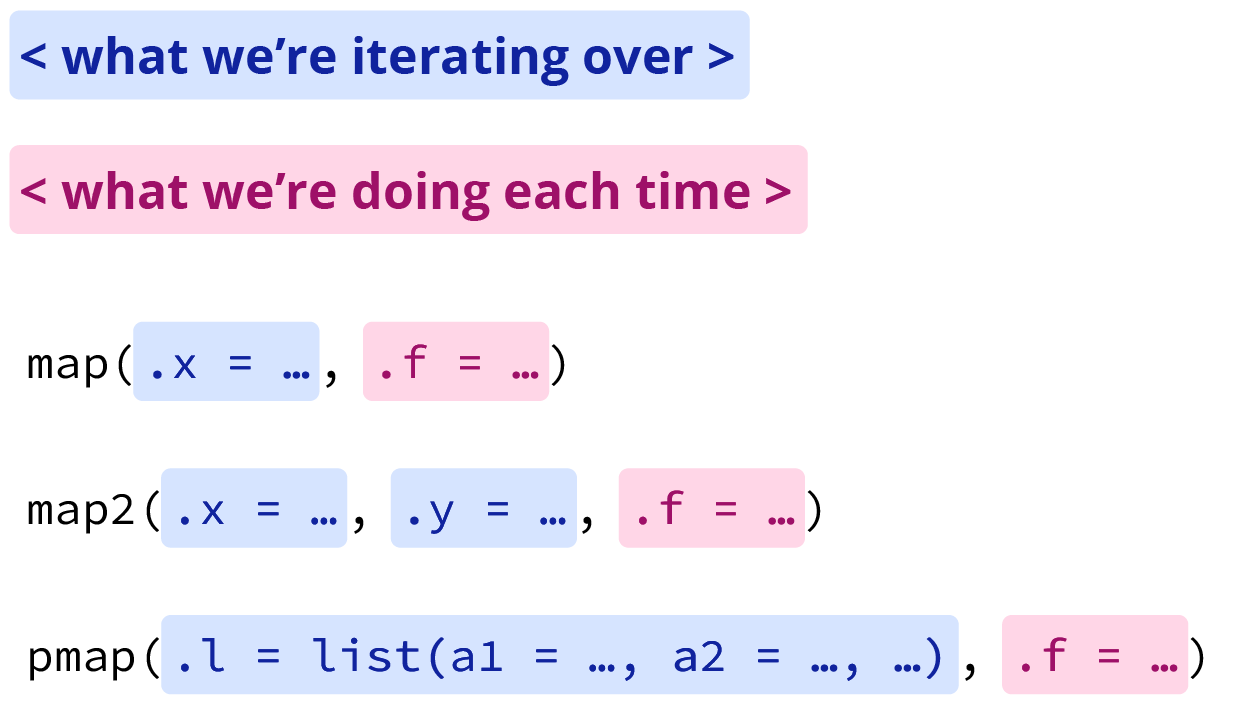 < what we’re iterating over >
< what we’re doing each time >
map(.x = …, .f = …)
map2(.x = …, .y = …, .f = …)
pmap(.l = list(a1 = …, a2 = …, …), .f = …)